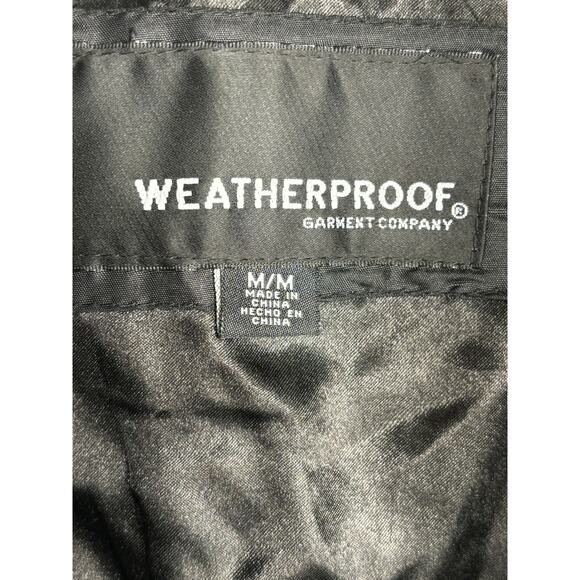 WEATHERPROOF®
GARMENT COMPANY
M/M
MADE IN
CHINA
HECHO EN
CHINA